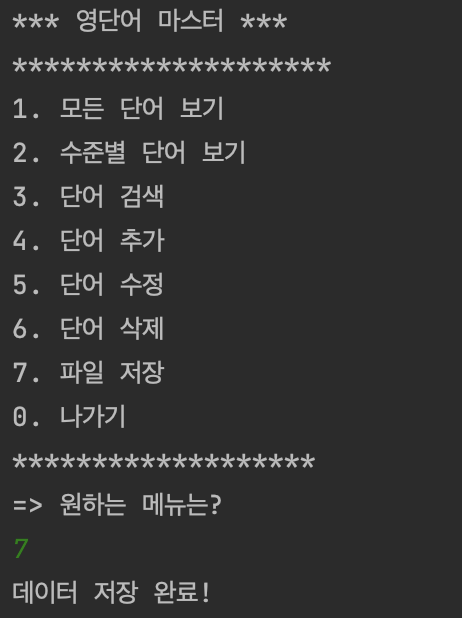 *** 영단어 마스터 ***
********************
1. 모든 단어 보기
2. 수준별 단어 보기
3. 단어 검색
4. 단어 추가
5. 단어 수정
6. 단어 삭제
7. 파일 저장
0. 나가기
*******************
=> 원하는 메뉴는?
7
데이터 저장 완료!